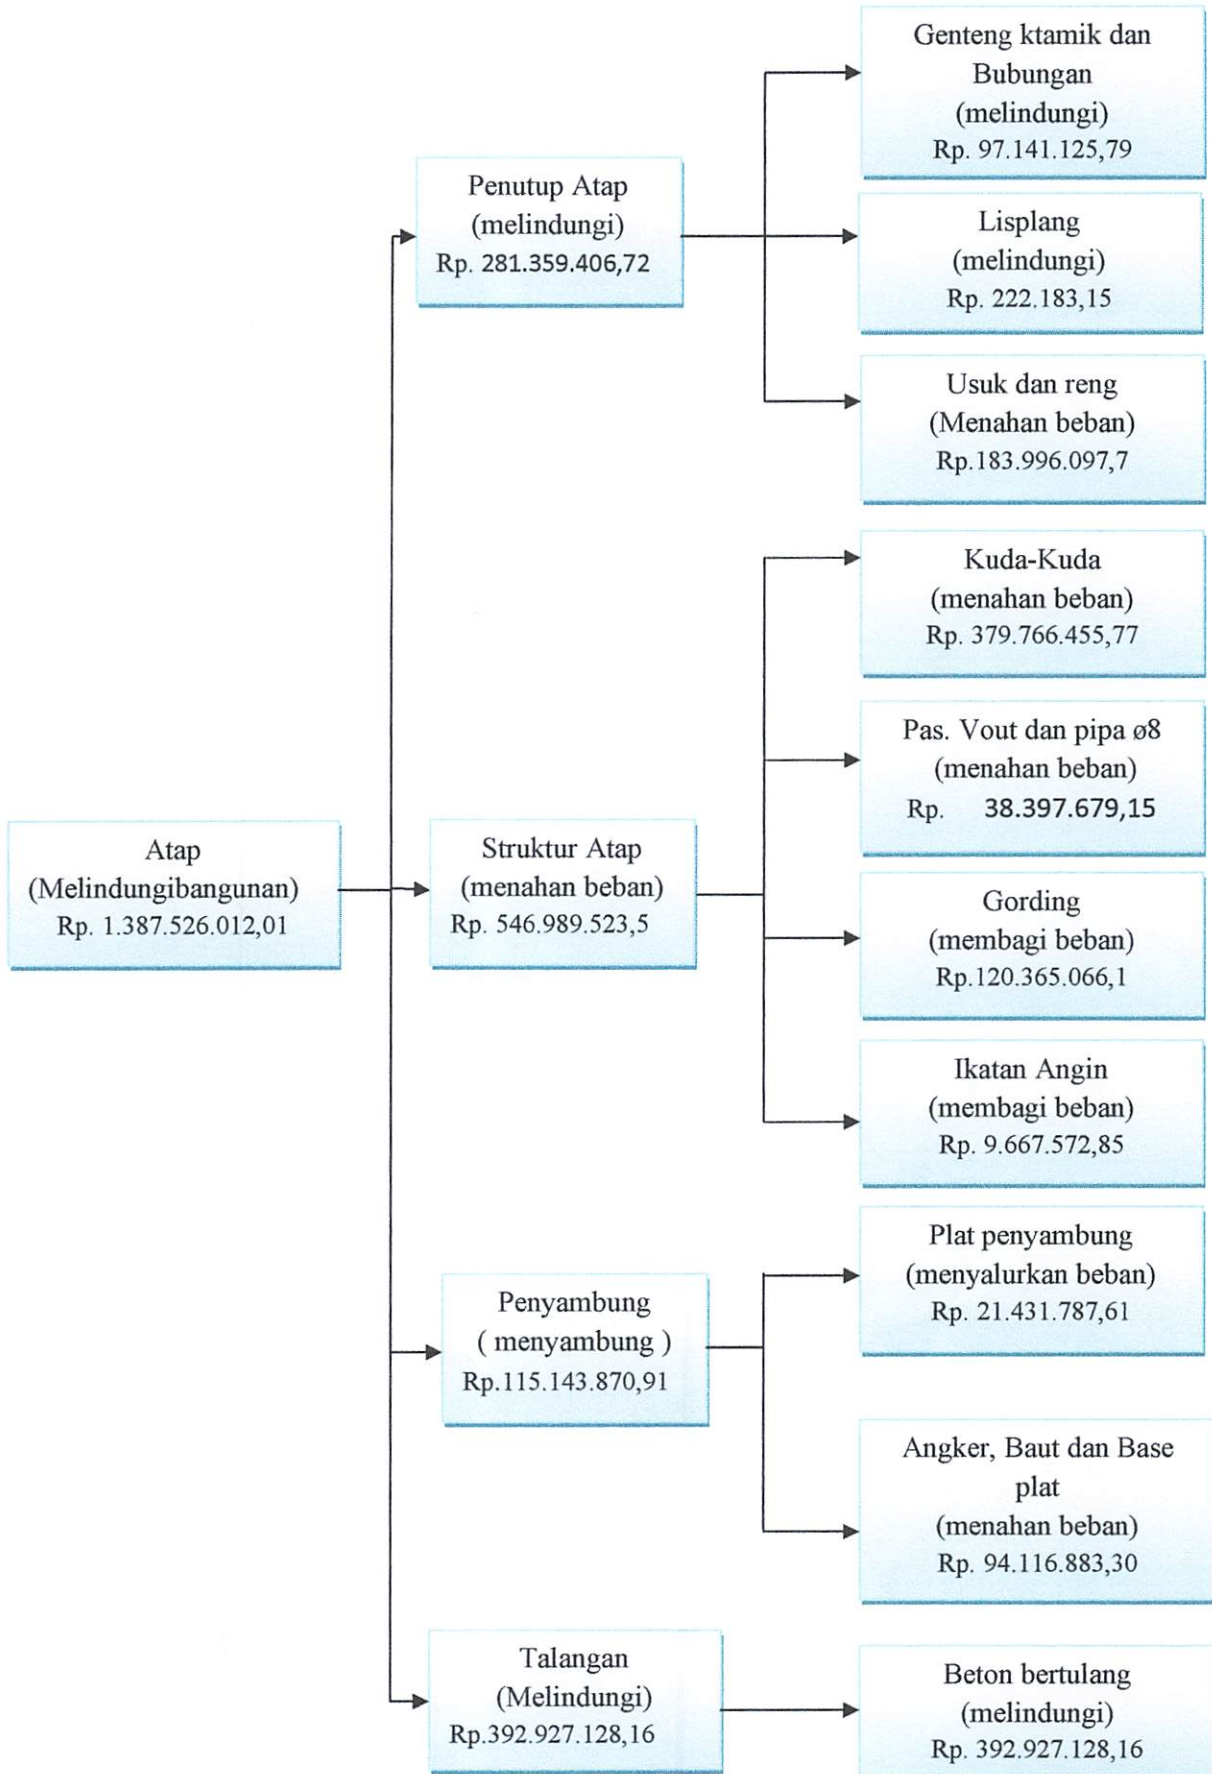 Genteng ktamik dan
Bubungan
(melindungi)
Rp. 97.141.125,79
Penutup Atap
(melindungi)
Rp. 281.359.406,72
Lisplang
(melindungi)
Rp. 222.183,15
Usuk dan reng
(Menahan beban)
Rp.183.996.097,7
Kuda-Kuda
(menahan beban)
Rp. 379.766.455,77
Pas. Vout dan pipa ø8
(menahan beban)
Rp. 38.397.679,15
Atap
(Melindungibangunan)
Rp. 1.387.526.012,01
Struktur Atap
(menahan beban)
Rp. 546.989.523,5
Gording
(membagi beban)
Rp.120.365.066,1
Ikatan Angin
(membagi beban)
Rp. 9.667.572,85
Penyambung
( menyambung )
Rp.115.143.870,91
Plat penyambung
(menyalurkan beban)
Rp. 21.431.787,61
Angker, Baut dan Base
plat
(menahan beban)
Rp. 94.116.883,30
Talangan
(Melindungi)
Rp.392.927.128,16
Beton bertulang
(melindungi)
Rp. 392.927.128,16